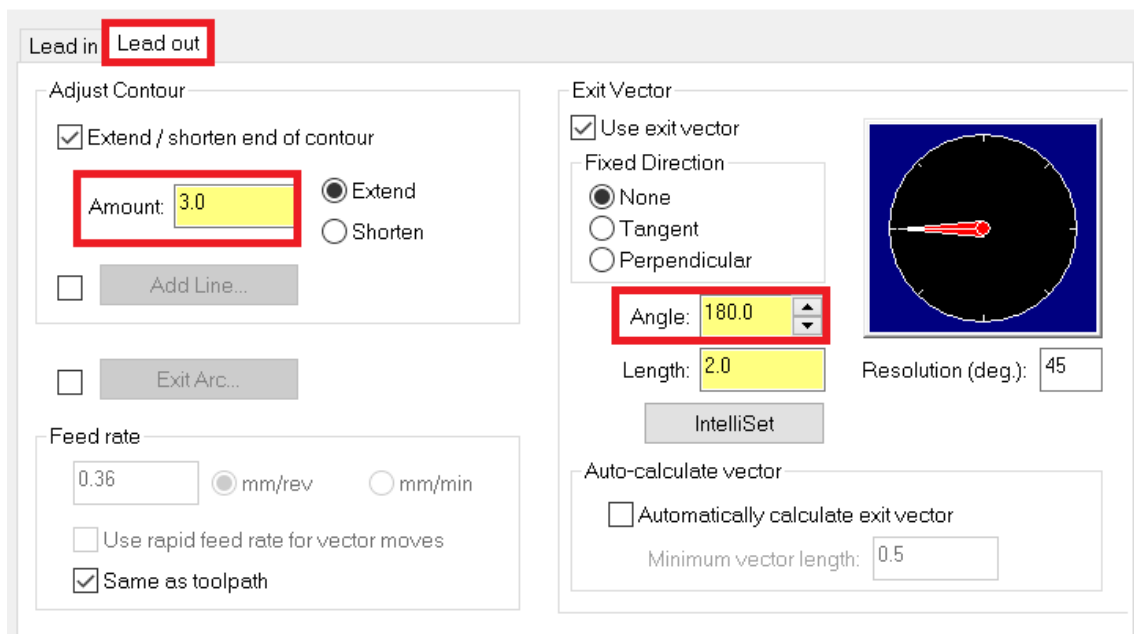 Lead in Lead out
Adjust Contour
Extend / shorten end of contour
Amount: 3.0
Extend
Shorten
Add Line...
Exit Arc...
Feed rate
0.36 mm/rev mm/min
Use rapid feed rate for vector moves
Same as toolpath
Exit Vector
Use exit vector
Fixed Direction
None
Tangent
Perpendicular
Angle: 180.0
Length: 2.0
Resolution (deg.): 45
IntelliSet
Auto-calculate vector
Automatically calculate exit vector
Minimum vector length: 0.5